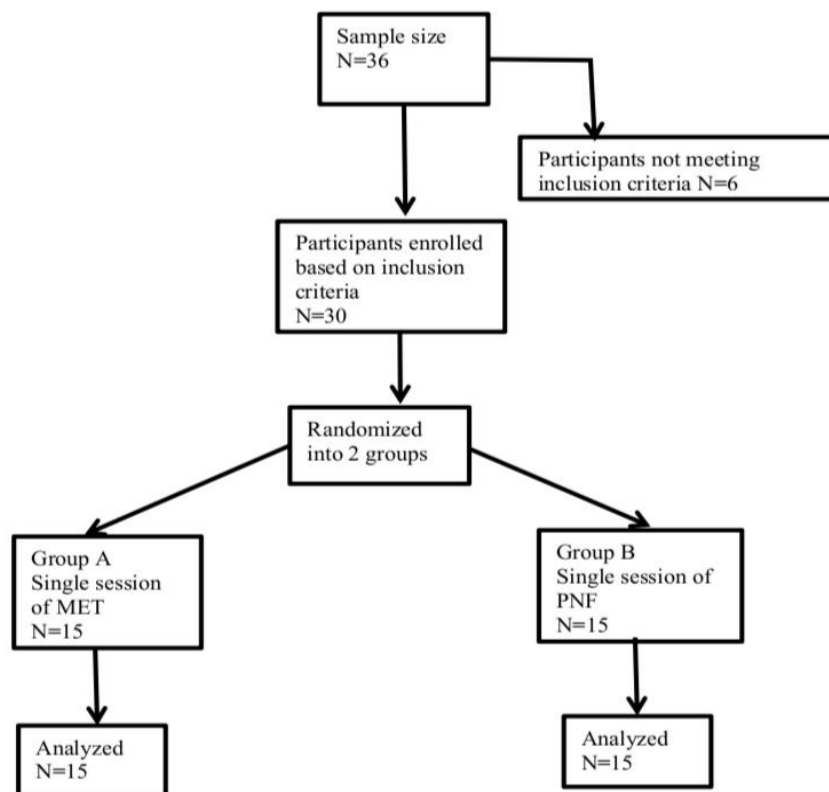 Sample size
N=36
Participants not meeting
inclusion criteria N=6
Participants enrolled
based on inclusion
criteria
N=30
Randomized
into 2 groups
Group A
Single session
of MET
N=15
Group B
Single session of
PNF
N=15
Analyzed
N=15
Analyzed
N=15